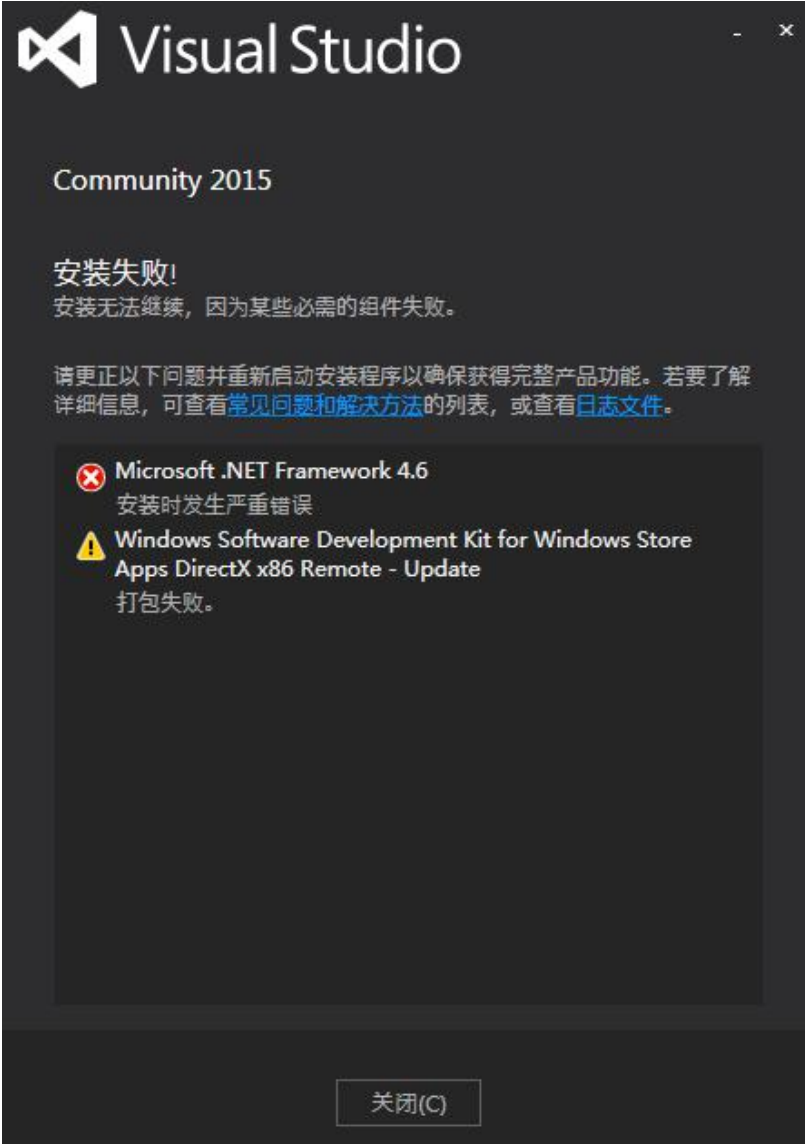 Visual Studio
Community 2015
安装失败!
安装无法继续，因为某些必需的组件失败。
请更正以下问题并重新启动安装程序以确保获得完整产品功能。若要了解
详细信息，可查看常见问题和解决方法的列表，或查看日志文件。
Microsoft .NET Framework 4.6
安装时发生严重错误
Windows Software Development Kit for Windows Store
Apps DirectX x86 Remote - Update
打包失败。
关闭(C)